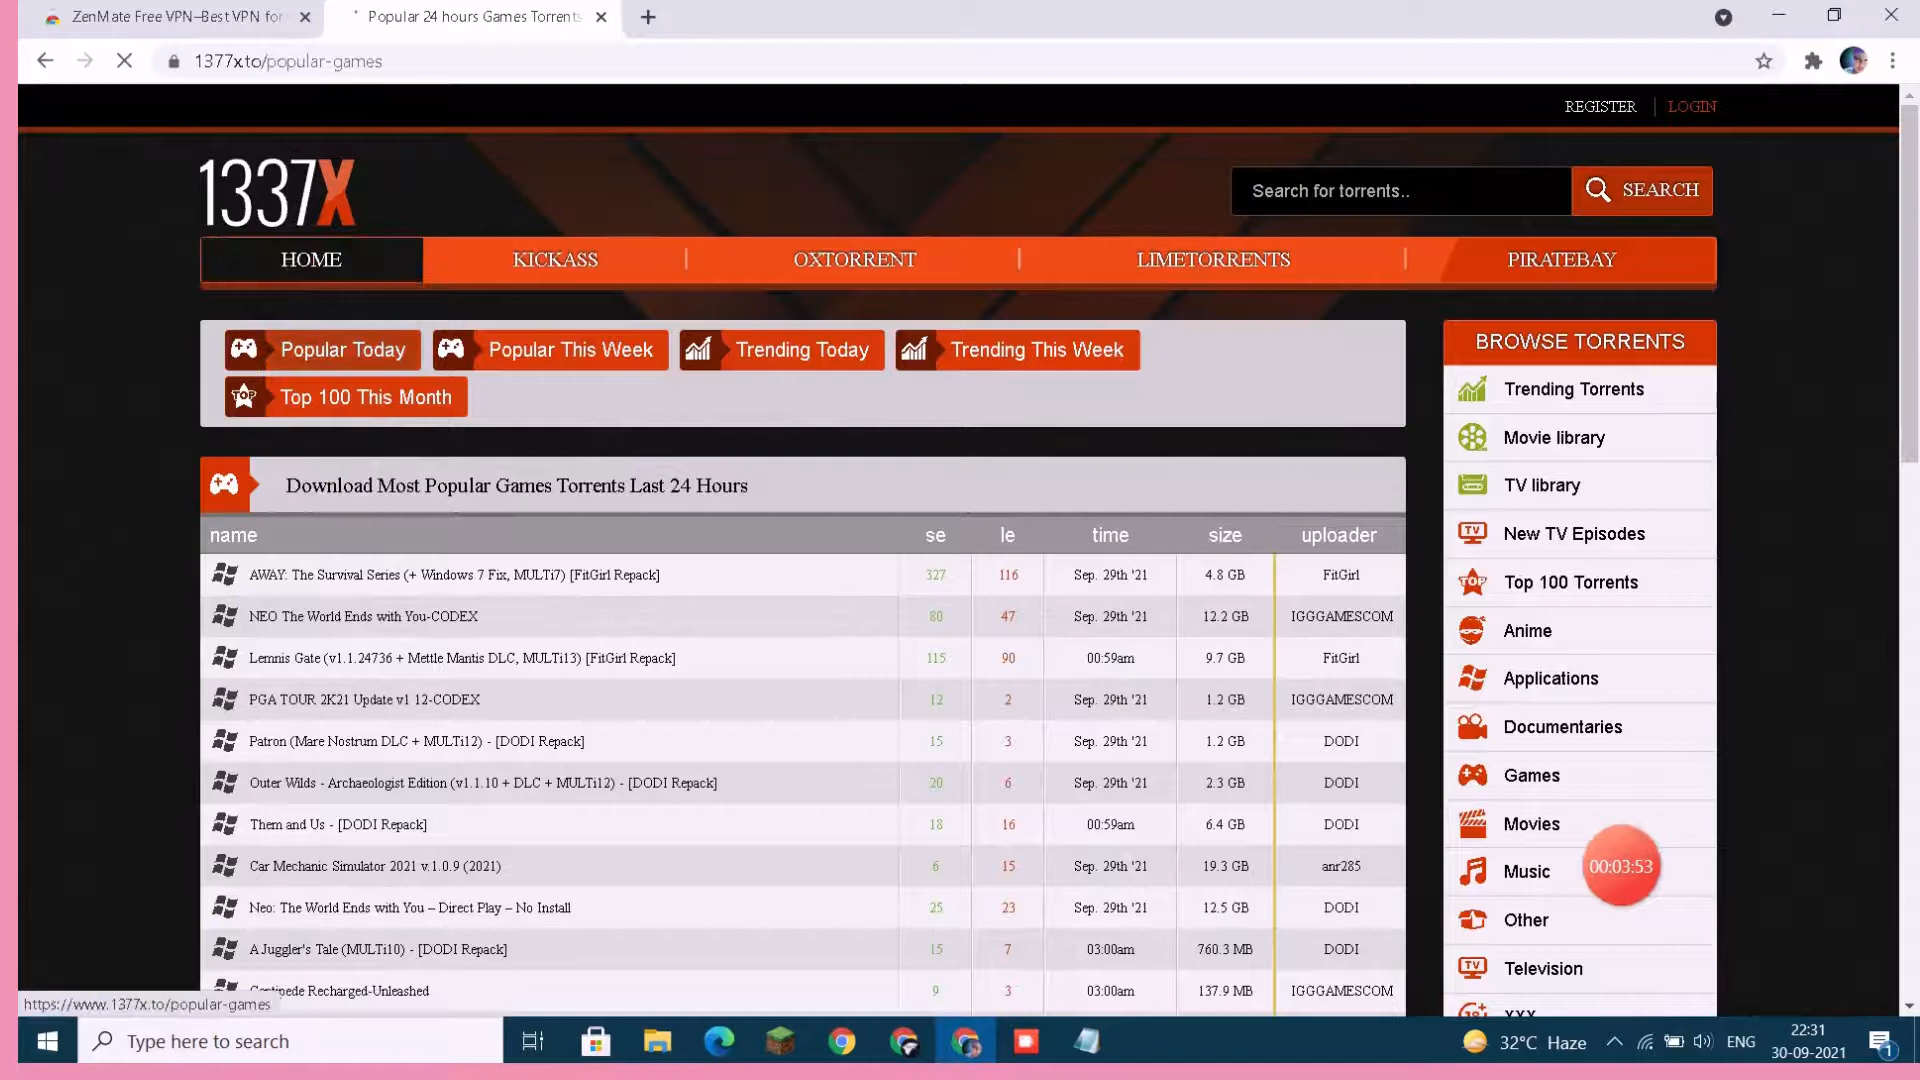 ZenMate Free VPN–Best VPN for
Popular 24 hours Games Torrents
1377x.to/popular-games
REGISTER
LOGIN
1337X
Search for torrents..
SEARCH
HOME
KICKASS
OXTORRENT
LIMETORRENTS
PIRATEBAY
Popular Today
Popular This Week
Trending Today
Trending This Week
TOP Top 100 This Month
Download Most Popular Games Torrents Last 24 Hours
name se le time size uploader
AWAY: The Survival Series (+ Windows 7 Fix, MULTi7) [FitGirl Repack] 327 116 Sep. 29th '21 4.8 GB FitGirl
NEO The World Ends with You-CODEX 80 47 Sep. 29th '21 12.2 GB IGGGAMESCOM
Lemnis Gate (v1.1.24736 + Mettle Mantis DLC, MULTi13) [FitGirl Repack] 115 90 00:59am 9.7 GB FitGirl
PGA TOUR 2K21 Update v1 12-CODEX 12 2 Sep. 29th '21 1.2 GB IGGGAMESCOM
Patron (Mare Nostrum DLC + MULTi12) - [DODI Repack] 15 3 Sep. 29th '21 1.2 GB DODI
Outer Wilds - Archaeologist Edition (v1.1.10 + DLC + MULTi12) - [DODI Repack] 20 6 Sep. 29th '21 2.3 GB DODI
Them and Us - [DODI Repack] 18 16 00:59am 6.4 GB DODI
Car Mechanic Simulator 2021 v.1.0.9 (2021) 6 15 Sep. 29th '21 19.3 GB anr285
Neo: The World Ends with You – Direct Play – No Install 25 23 Sep. 29th '21 12.5 GB DODI
A Juggler's Tale (MULTi10) - [DODI Repack] 15 7 03:00am 760.3 MB DODI
Centipede Recharged-Unleashed 9 3 03:00am 137.9 MB IGGGAMESCOM
BROWSE TORRENTS
Trending Torrents
Movie library
TV library
TV New TV Episodes
TOP Top 100 Torrents
Anime
Applications
Documentaries
Games
Movies
Music
00:03:53
Other
TV Television
XXX
https://www.1377x.to/popular-games
Type here to search
32°C Haze
ENG
22:31
30-09-2021
1